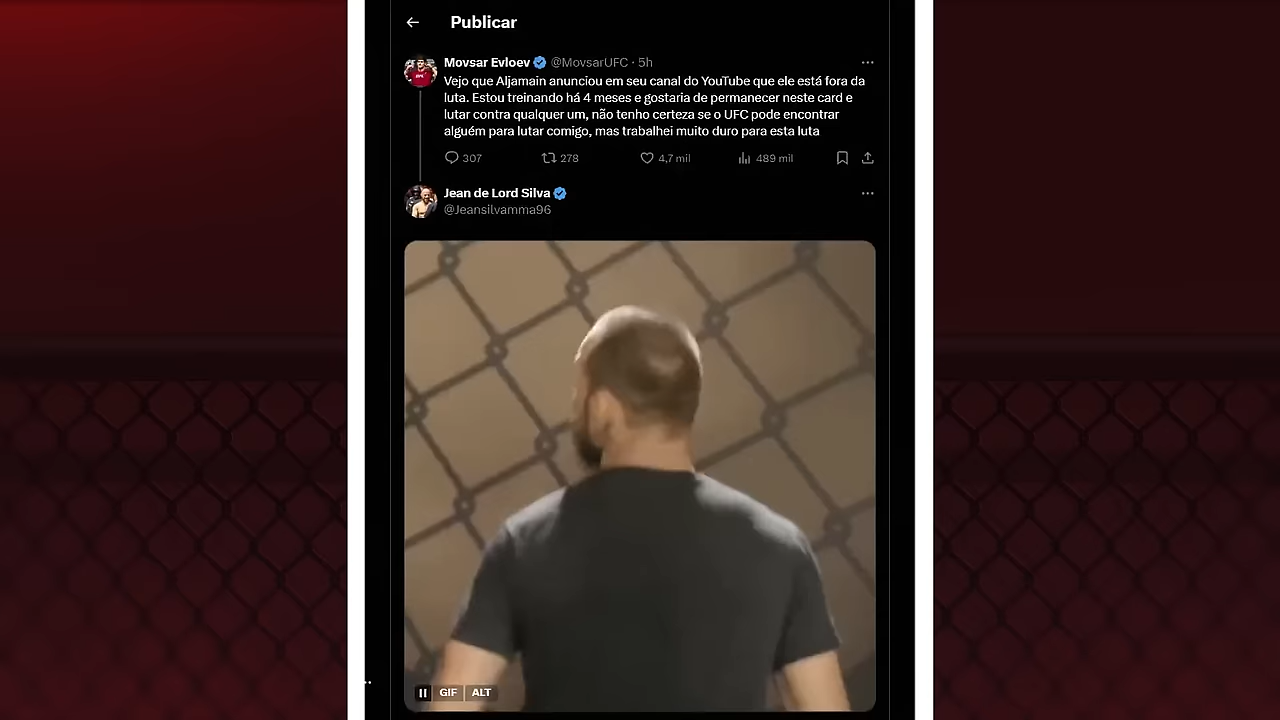 Publicar
Movsar Evloev @MovsarUFC · 5h
Vejo que Aljamain anunciou em seu canal do YouTube que ele está fora da
luta. Estou treinando há 4 meses e gostaria de permanecer neste card e
lutar contra qualquer um, não tenho certeza se o UFC pode encontrar
alguém para lutar comigo, mas trabalhei muito duro para esta luta
307 278 4,7 mil 489 mil
Jean de Lord Silva
@Jeansilvamma96
GIF ALT